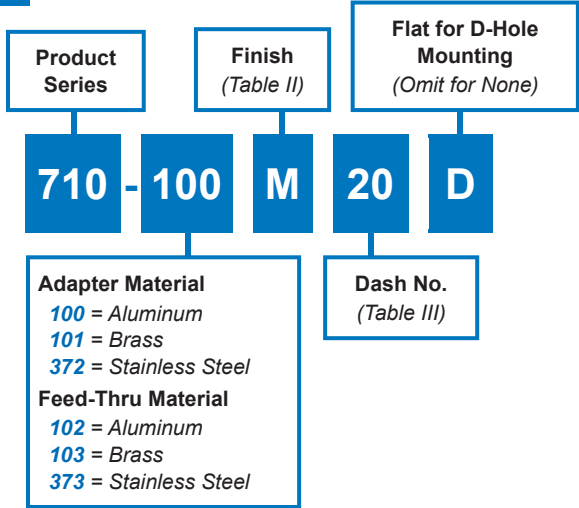 Product
Series
Finish
(Table II)
Flat for D-Hole
Mounting
(Omit for None)
710 - 100 M 20 D
Adapter Material
100 = Aluminum
101 = Brass
372 = Stainless Steel
Feed-Thru Material
102 = Aluminum
103 = Brass
373 = Stainless Steel
Dash No.
(Table III)